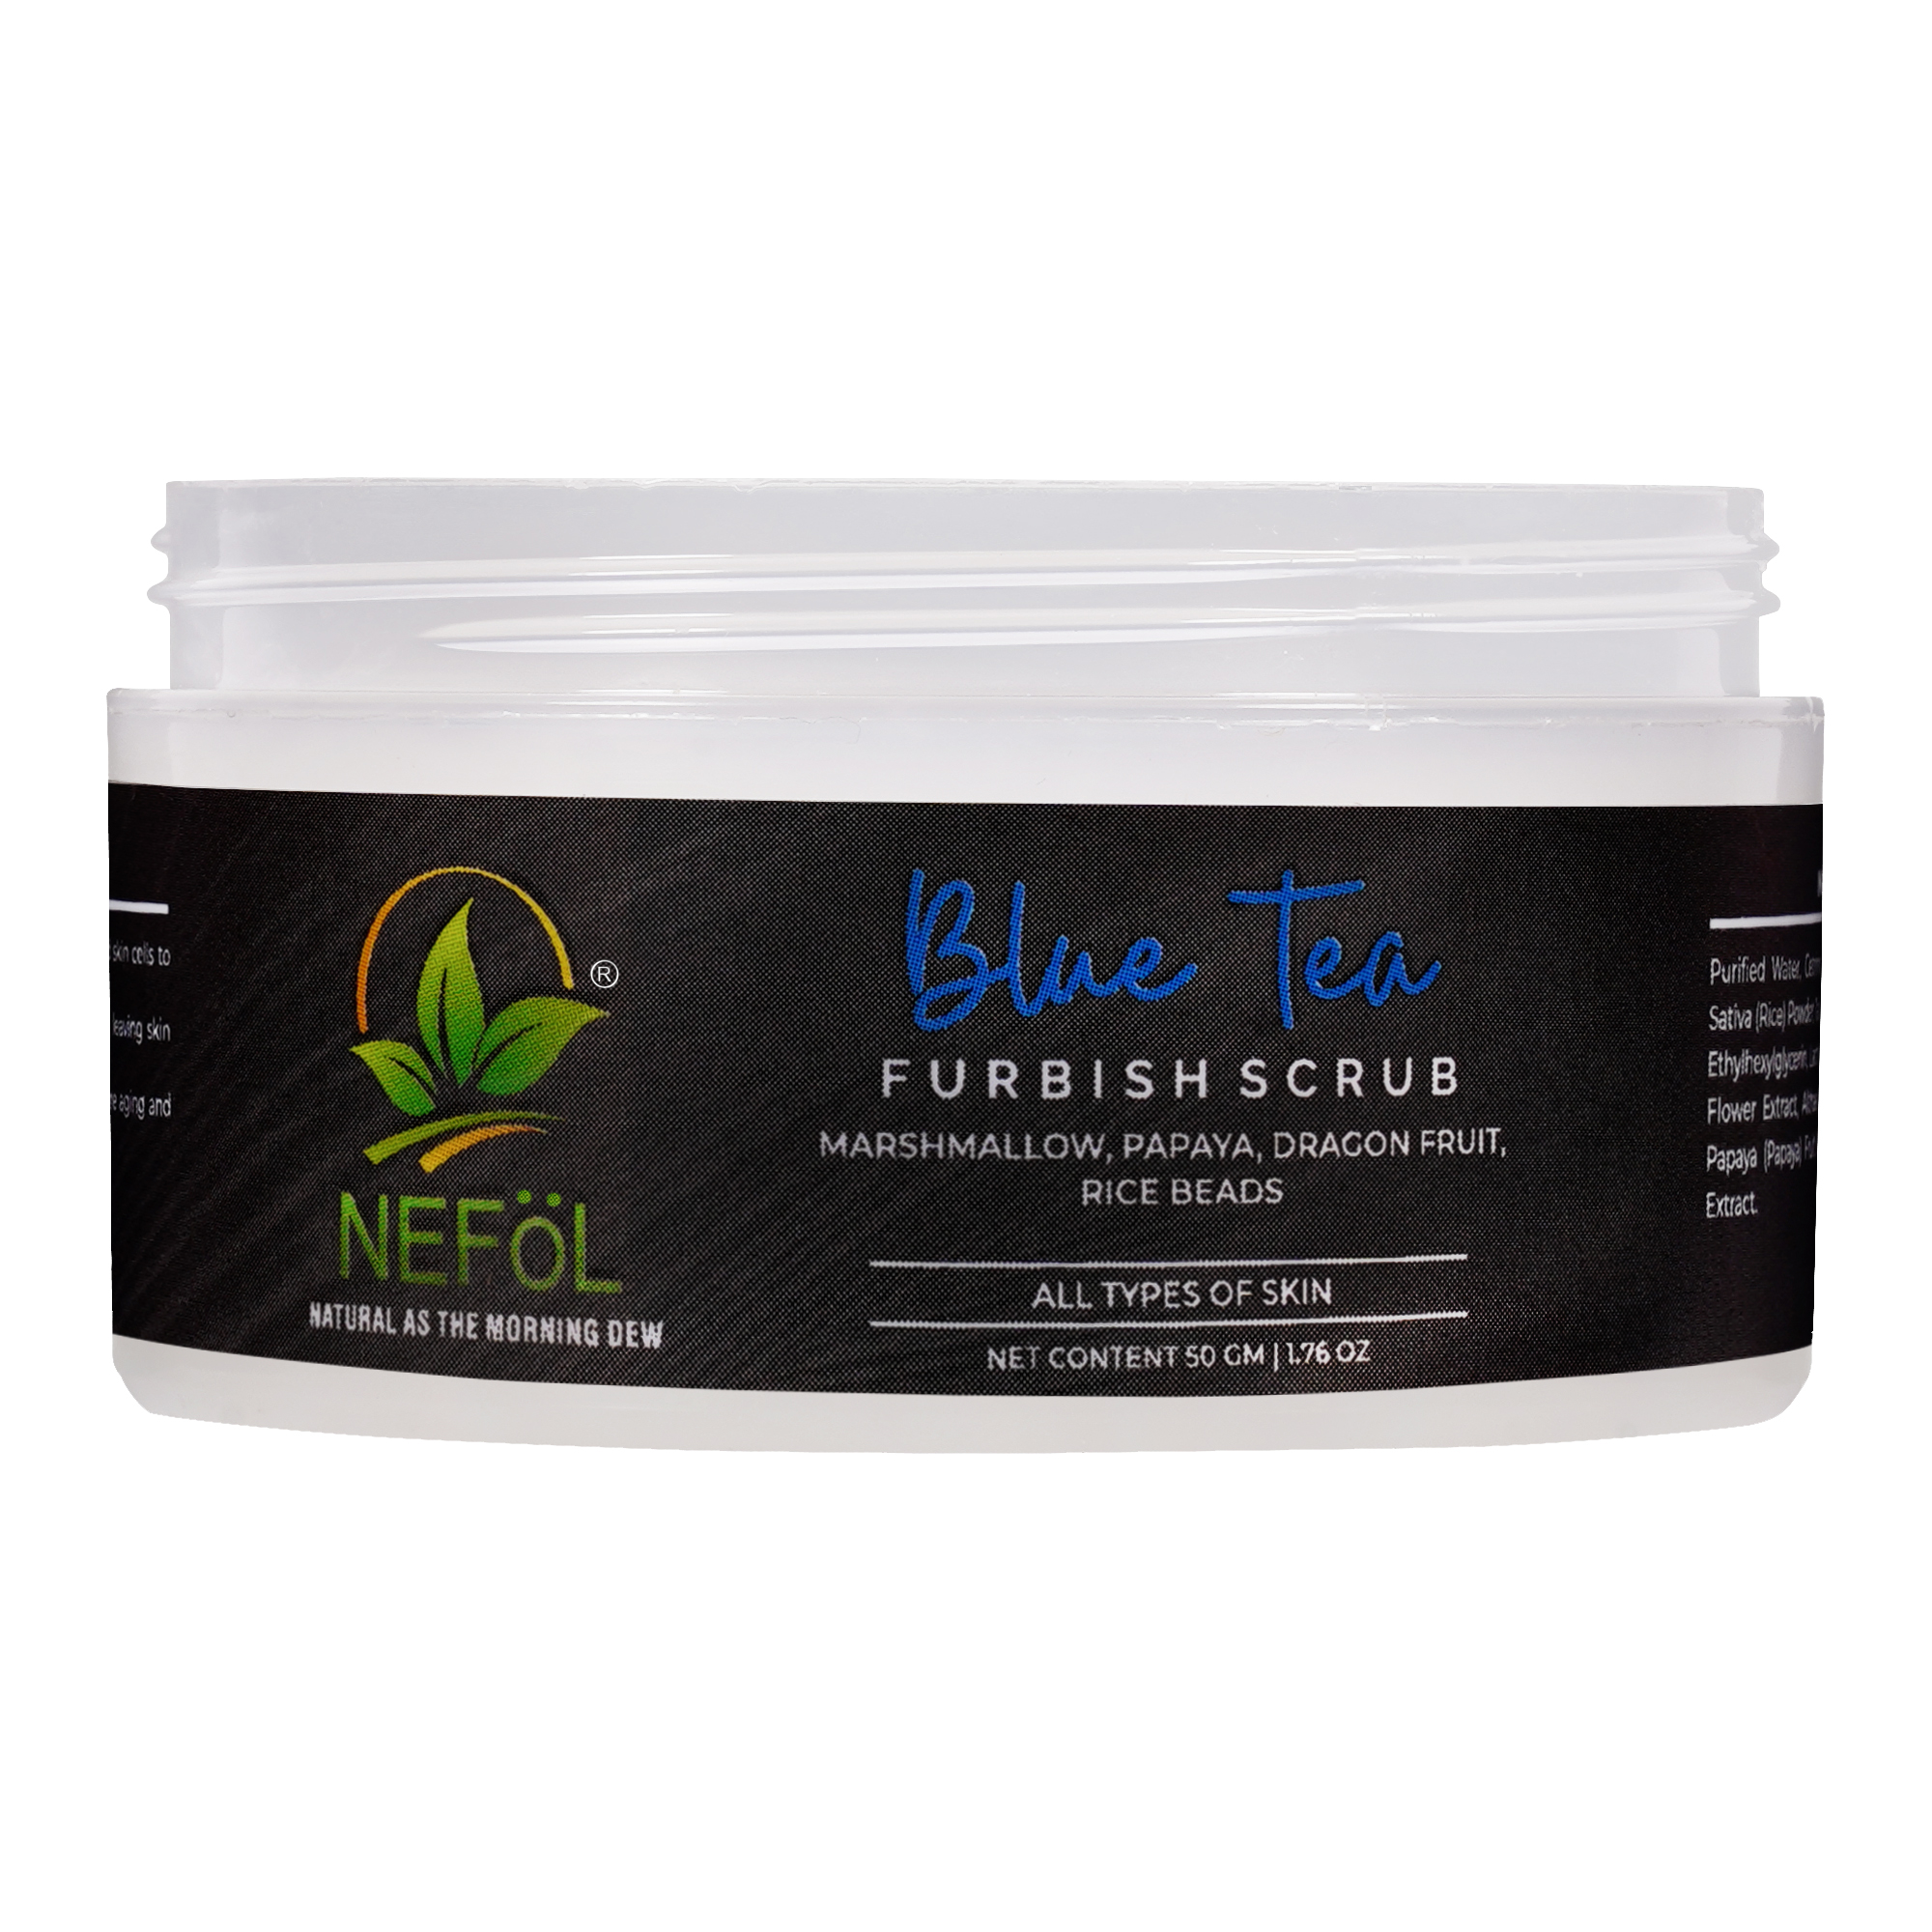 skin cells to
leaving skin
aging and
®
NEFÖL
NATURAL AS THE MORNING DEW
Blue Tea
FURBISH SCRUB
MARSHMALLOW, PAPAYA, DRAGON FRUIT,
RICE BEADS
ALL TYPES OF SKIN
NET CONTENT 50 GM | 1.76 OZ
Purified Water,
Sativa (Rice) Powder
Ethylhexylglycerin,
Flower Extract,
Papaya (Papaya)
Extract.